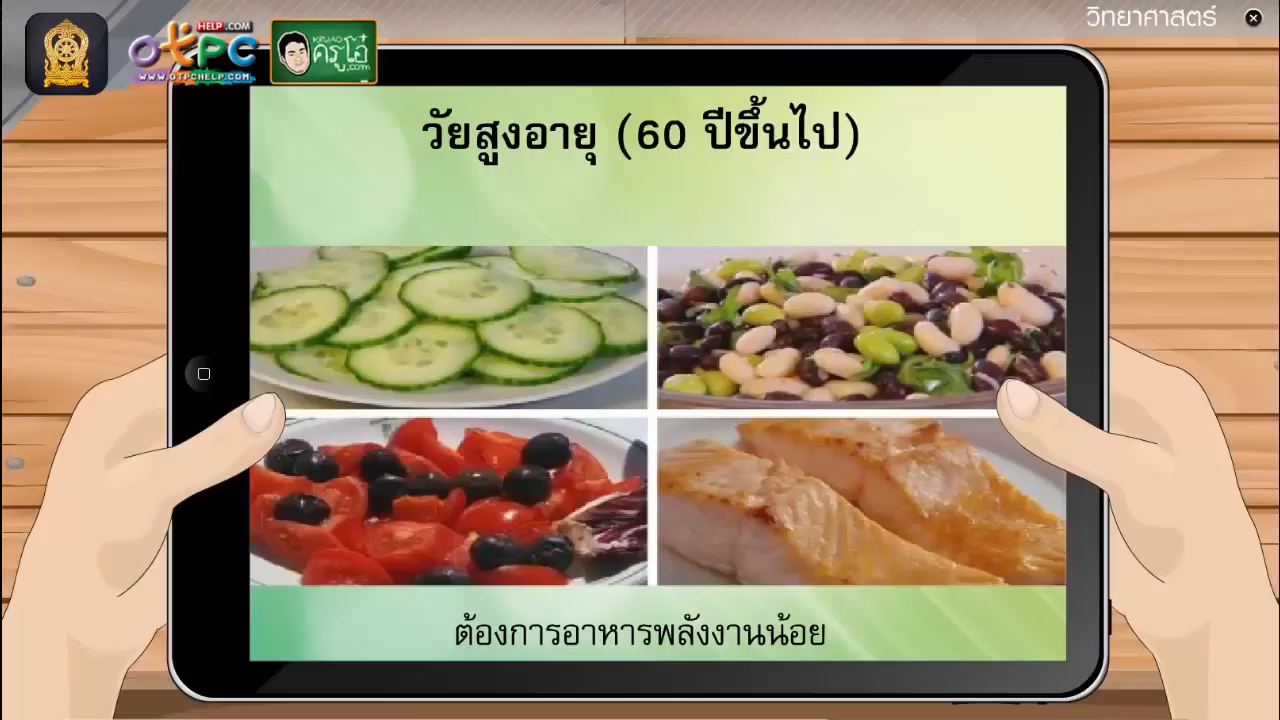 วิทยาศาสตร์
HELP.COM
OTPC
WWW.OTPCHELP.COM
KRUAO
ครูโอ๋
.com
วัยสูงอายุ (60 ปีขึ้นไป)
ต้องการอาหารพลังงานน้อย